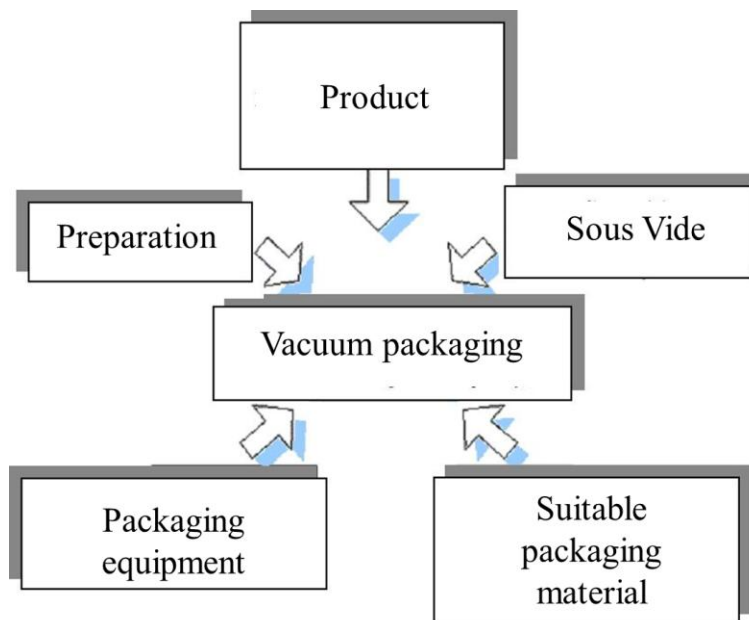 Product
Preparation
Sous Vide
Vacuum packaging
Packaging
equipment
Suitable
packaging
material